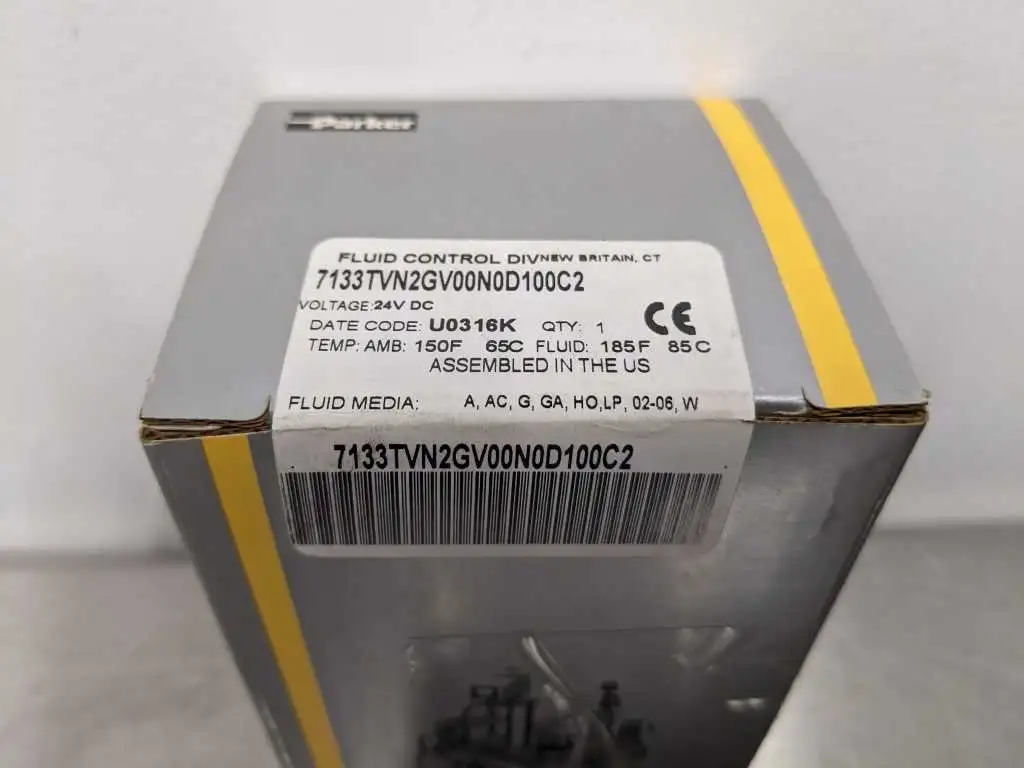 Parker
FLUID CONTROL DIV NEW BRITAIN, CT
7133TVN2GV00N0D100C2
VOLTAGE: 24V DC
DATE CODE: U0316K QTY: 1 CE
TEMP: AMB: 150F 65C FLUID: 185F 85C
ASSEMBLED IN THE US
FLUID MEDIA: A, AC, G, GA, HO,LP, 02-06, W
7133TVN2GV00N0D100C2